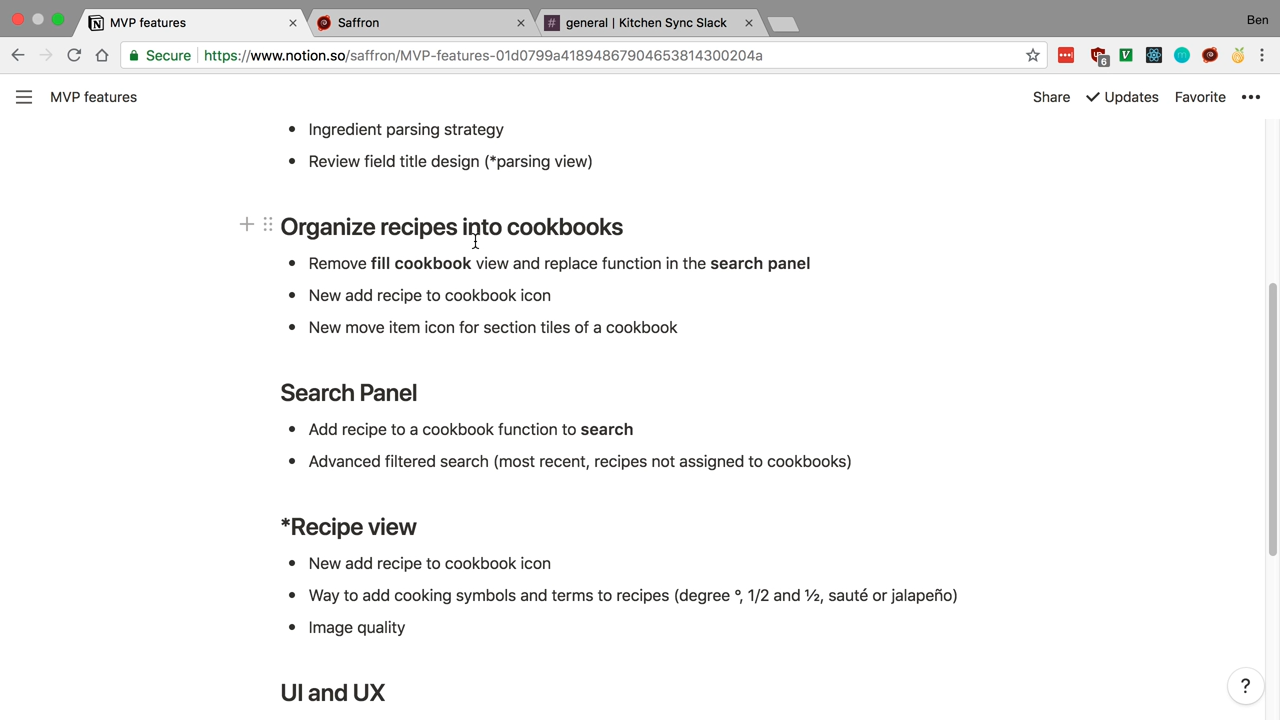 MVP features
Saffron
general | Kitchen Sync Slack
Ben
Secure
https://www.notion.so/saffron/MVP-features-01d0799a41894867904653814300204a
6
MVP features
Share
Updates
Favorite
Ingredient parsing strategy
Review field title design (*parsing view)
Organize recipes into cookbooks
Remove fill cookbook view and replace function in the search panel
New add recipe to cookbook icon
New move item icon for section tiles of a cookbook
Search Panel
Add recipe to a cookbook function to search
Advanced filtered search (most recent, recipes not assigned to cookbooks)
*Recipe view
New add recipe to cookbook icon
Way to add cooking symbols and terms to recipes (degree °, 1/2 and ½, sauté or jalapeño)
Image quality
UI and UX
?